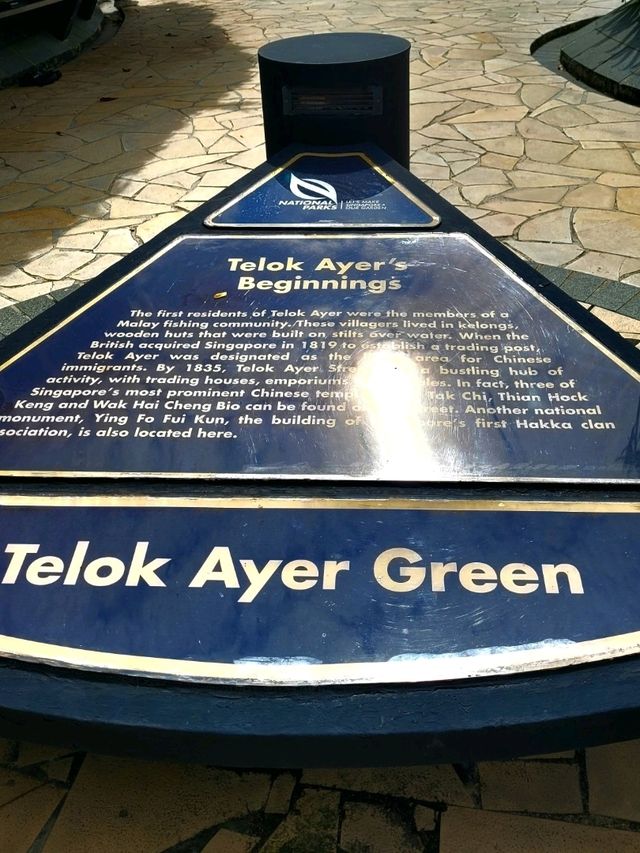 NATIONAL PARKS
LET'S MAKE
SINGAPORE
OUR GARDEN
Telok Ayer's
Beginnings
The first residents of Telok Ayer were the members of a
Malay fishing community. These villagers lived in kelongs,
wooden huts that were built on stilts over water. When the
British acquired Singapore in 1819 to establish a trading post,
Telok Ayer was designated as the area for Chinese
immigrants. By 1835, Telok Ayer a bustling hub of
activity, with trading houses, emporiums In fact, three of
Singapore's most prominent Chinese Tak Chi, Thian Hock
Keng and Wak Hai Cheng Bio can be found Another national
monument, Ying Fo Fui Kun, the building of first Hakka clan
is also located here.
Telok Ayer Green